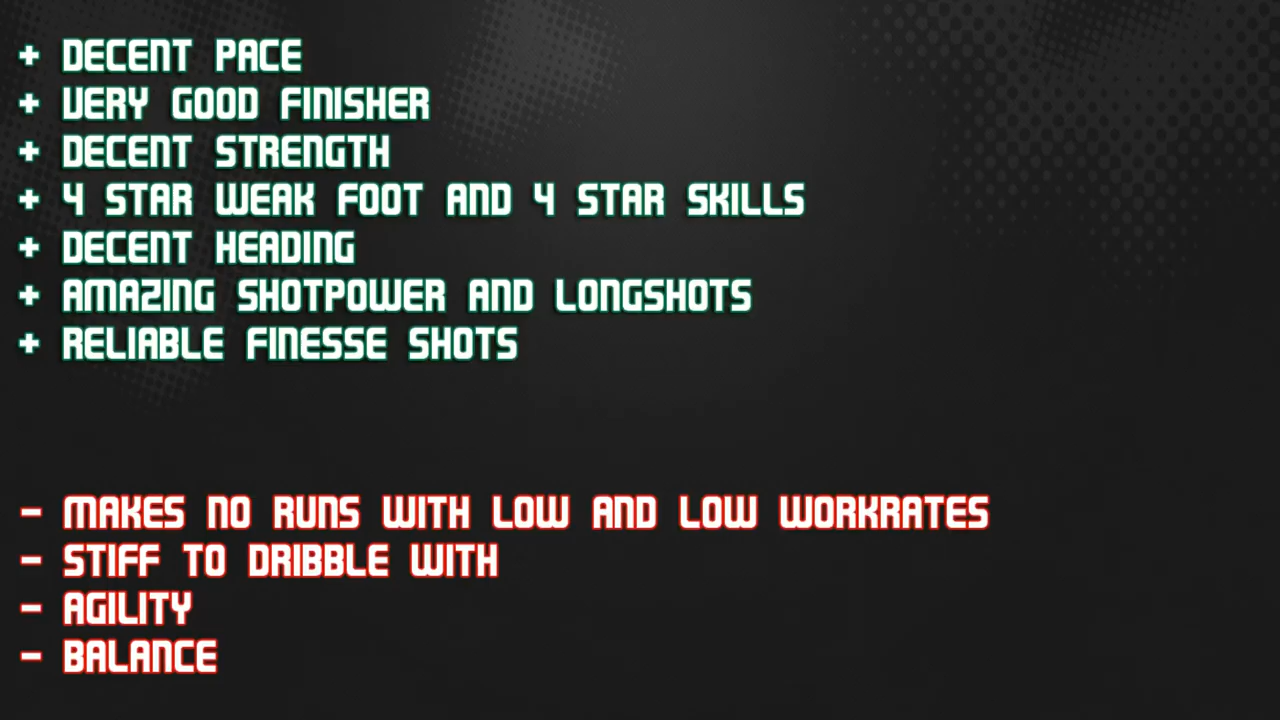 + DECENT PACE
+ VERY GOOD FINISHER
+ DECENT STRENGTH
+ 4 STAR WEAK FOOT AND 4 STAR SKILLS
+ DECENT HEADING
+ AMAZING SHOTPOWER AND LONGSHOTS
+ RELIABLE FINESSE SHOTS
- MAKES NO RUNS WITH LOW AND LOW WORKRATES
- STIFF TO DRIBBLE WITH
- AGILITY
- BALANCE